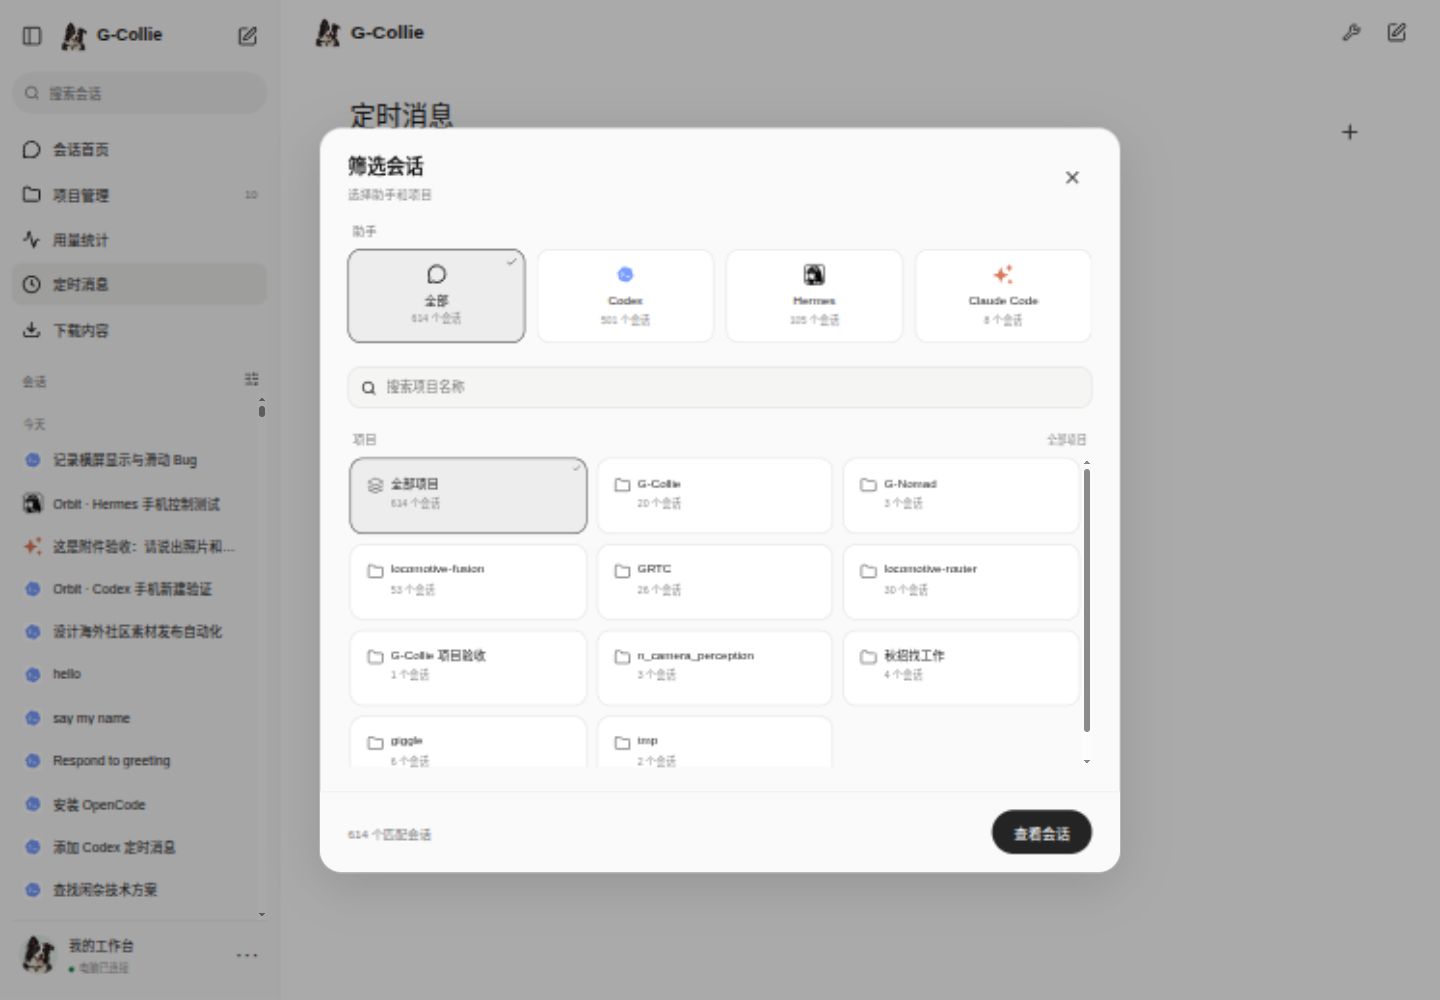 G-Collie
搜索会话
会话首页
项目管理 10
用量统计
定时消息
下载内容
会话
今天
记录横屏显示与滑动 Bug
Orbit · Hermes 手机控制测试
这是附件验收：请说出照片和...
Orbit · Codex 手机新建验证
设计海外社区素材发布自动化
hello
say my name
Respond to greeting
安装 OpenCode
添加 Codex 定时消息
查找闲杂技术方案
我的工作台
电脑已连接
G-Collie
定时消息
筛选会话
选择助手和项目
助手
全部
614 个会话
Codex
501 个会话
Hermes
105 个会话
Claude Code
8 个会话
搜索项目名称
项目
全部项目
全部项目
614 个会话
G-Collie
20 个会话
G-Nomad
3 个会话
locomotive-fusion
53 个会话
GRTC
26 个会话
locomotive-router
30 个会话
G-Collie 项目验收
1 个会话
n_camera_perception
3 个会话
秋招找工作
4 个会话
giggle
6 个会话
tmp
2 个会话
614 个匹配会话
查看会话